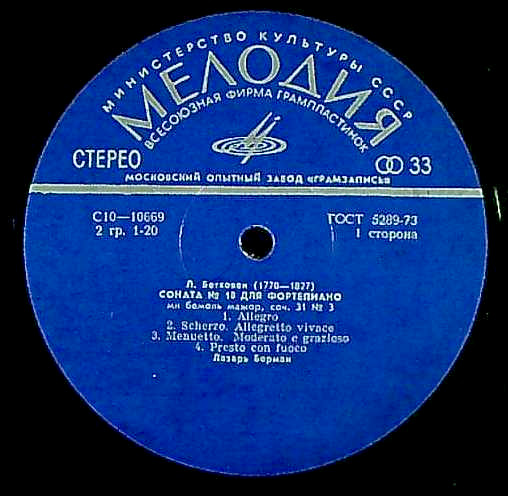 МИНИСТЕРСТВО КУЛЬТУРЫ СССР
МЕЛОДИЯ
ВСЕСОЮЗНАЯ ФИРМА ГРАМПЛАСТИНОК
СТЕРЕО
33
МОСКОВСКИЙ ОПЫТНЫЙ ЗАВОД «ГРАМЗАПИСЬ»
С10—10669
ГОСТ 5289-73
2 гр. 1-20
1 сторона
Л. Бетховен (1770—1827)
СОНАТА № 18 ДЛЯ ФОРТЕПИАНО
ми бемоль мажор, соч. 31 № 3
1. Allegro
2. Scherzo. Allegretto vivace
3. Menuetto. Moderato e grazioso
4. Presto con fuoco
Лазарь Берман